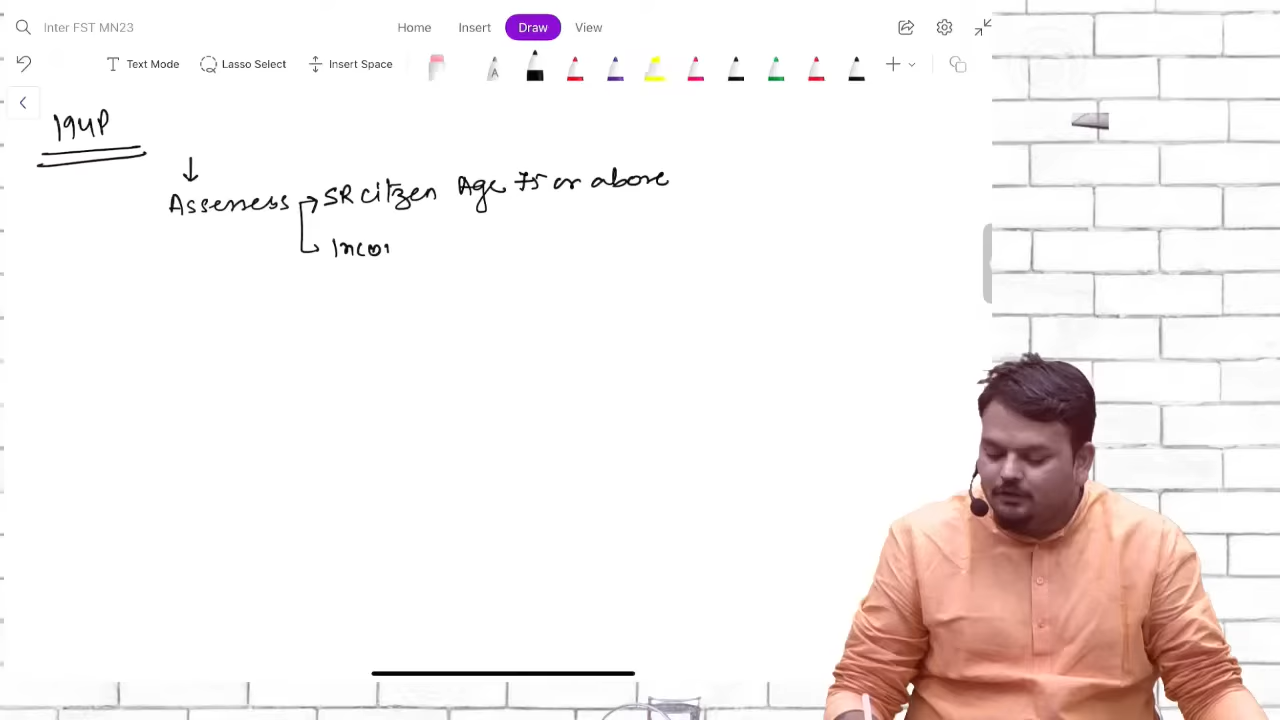 Inter FST MN23
Home Insert Draw View
Text Mode Lasso Select Insert Space
A
194P
Assessess → SR citizen Age 75 or above
Inco